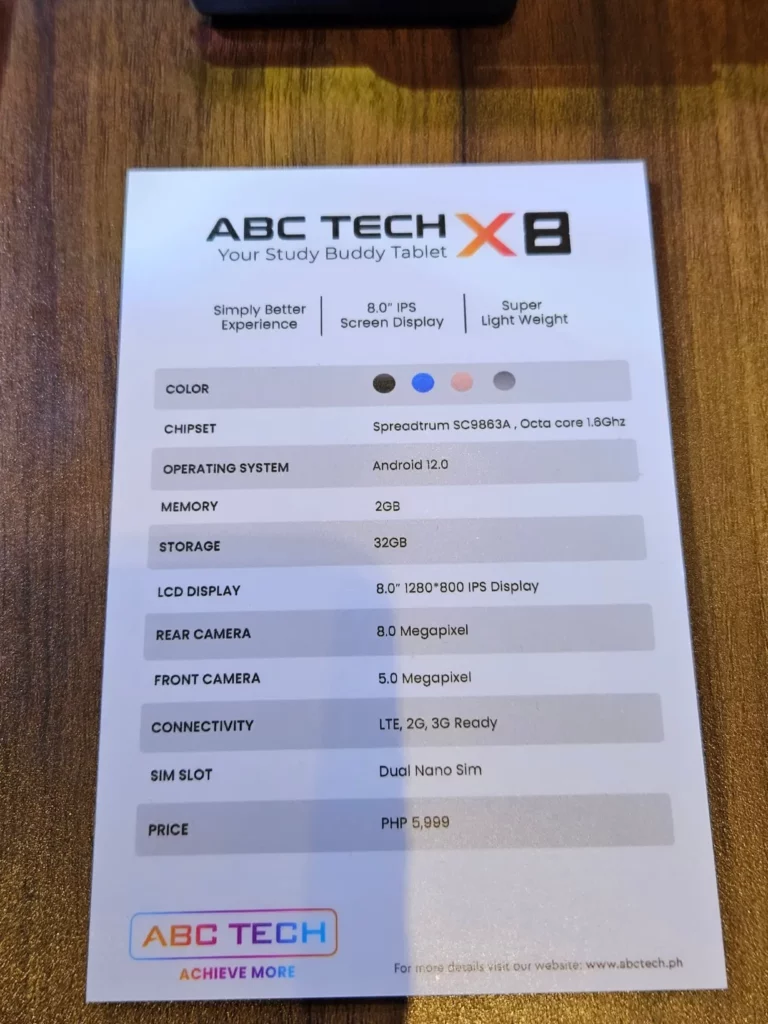 ABC TECH X8
Your Study Buddy Tablet
Simply Better
Experience
8.0" IPS
Screen Display
Super
Light Weight
COLOR
CHIPSET Spreadtrum SC9863A , Octa core 1.6Ghz
OPERATING SYSTEM Android 12.0
MEMORY 2GB
STORAGE 32GB
LCD DISPLAY 8.0" 1280*800 IPS Display
REAR CAMERA 8.0 Megapixel
FRONT CAMERA 5.0 Megapixel
CONNECTIVITY LTE, 2G, 3G Ready
SIM SLOT Dual Nano Sim
PRICE PHP 5,999
ABC TECH
ACHIEVE MORE
For more details visit our website: www.abctech.ph